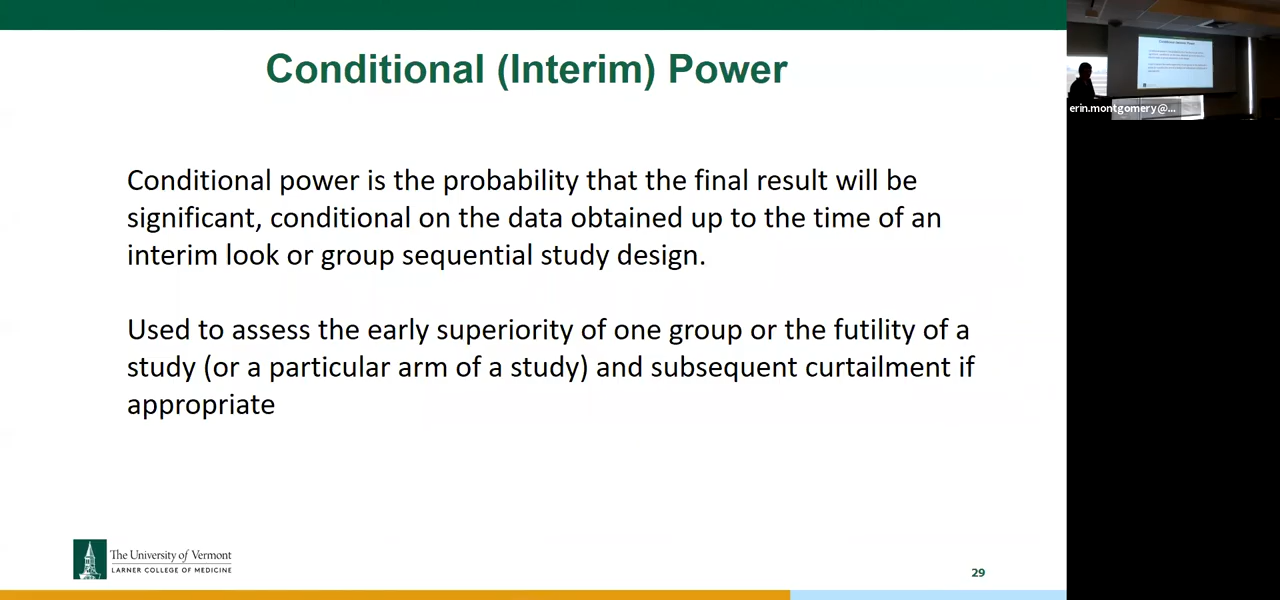 Conditional (Interim) Power
Conditional power is the probability that the final result will be
significant, conditional on the data obtained up to the time of an
interim look or group sequential study design.
Used to assess the early superiority of one group or the futility of a
study (or a particular arm of a study) and subsequent curtailment if
appropriate
The University of Vermont
LARNER COLLEGE OF MEDICINE
29
erin.montgomery@...